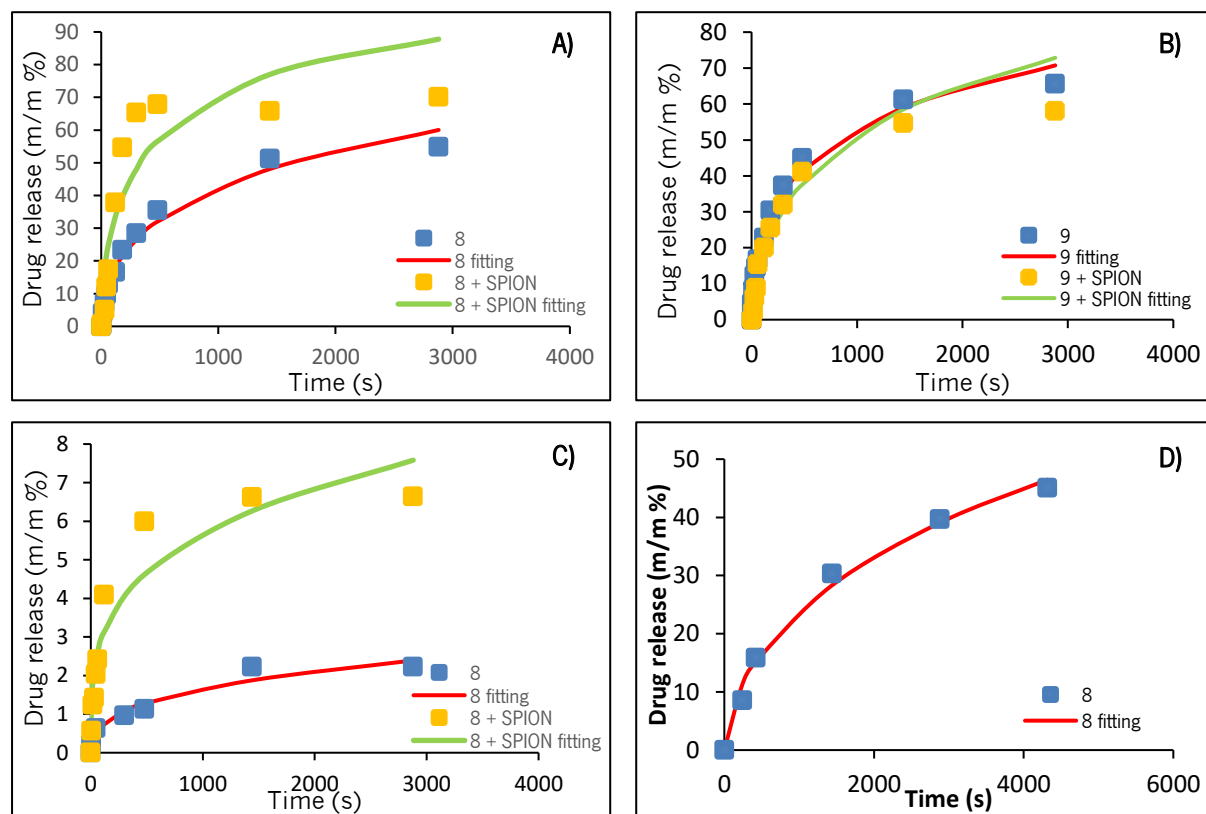 A)
Drug release (m/m %)
90
80
70
60
50
40
30
20
10
0
8
8 fitting
8 + SPION
8 + SPION fitting
0 1000 2000 3000 4000
Time (s)
B)
Drug release (m/m %)
80
70
60
50
40
30
20
10
0
9
9 fitting
9 + SPION
9 + SPION fitting
0 1000 2000 3000 4000
Time (s)
C)
Drug release (m/m %)
8
7
6
5
4
3
2
1
0
8
8 fitting
8 + SPION
8 + SPION fitting
0 1000 2000 3000 4000
Time (s)
D)
Drug release (m/m %)
50
40
30
20
10
0
8
8 fitting
0 2000 4000 6000
Time (s)